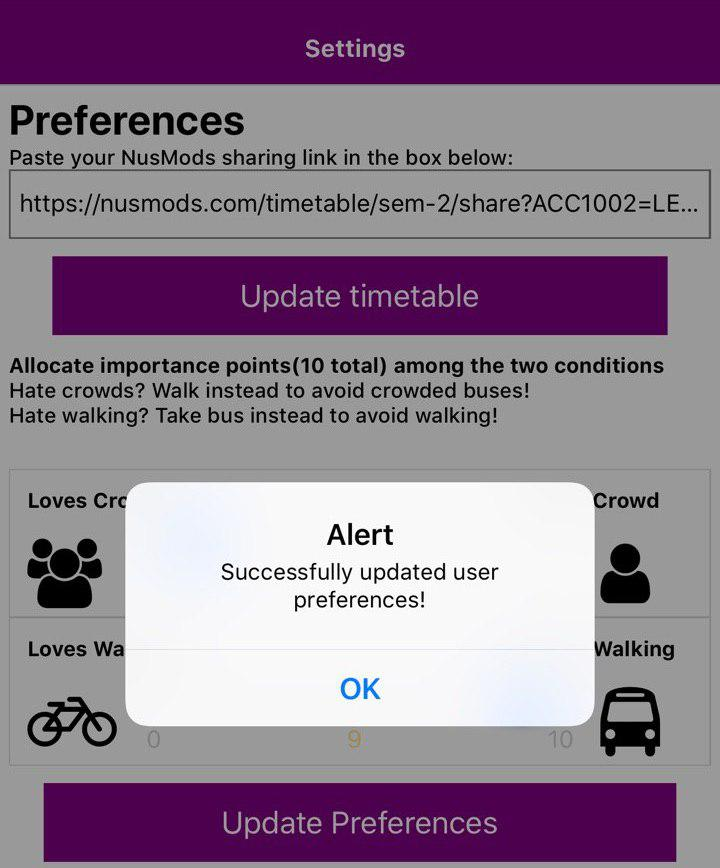 Settings
Preferences
Paste your NusMods sharing link in the box below:
https://nusmods.com/timetable/sem-2/share?ACC1002=LE...
Update timetable
Allocate importance points(10 total) among the two conditions
Hate crowds? Walk instead to avoid crowded buses!
Hate walking? Take bus instead to avoid walking!
Loves Cro
Crowd
Alert
Successfully updated user
preferences!
Loves Wa
Walking
OK
0 9 10
Update Preferences